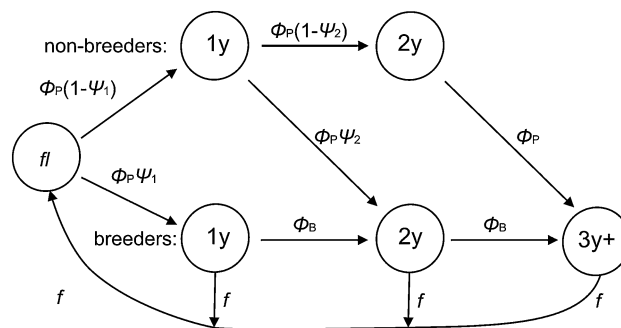 non-breeders: 1y ΦP(1-Ψ2) 2y
ΦP(1-Ψ1)
ΦPΨ2 ΦP
fl
ΦPΨ1
breeders: 1y ΦB 2y ΦB 3y+
f f f f